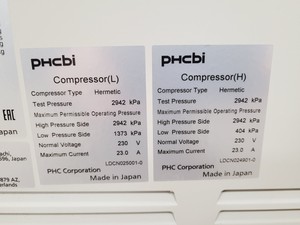 PHCbi
Compressor(L)
Compressor Type Hermetic
Test Pressure 2942 kPa
Maximum Permissible Operating Pressure
High Pressure Side 2942 kPa
Low Pressure Side 1373 kPa
Normal Voltage 230 V
Maximum Current 23.0 A
LDCN025001-0
PHC Corporation
Made in Japan
PHCbi
Compressor(H)
Compressor Type Hermetic
Test Pressure 2942 kPa
Maximum Permissible Operating Pressure
High Pressure Side 2942 kPa
Low Pressure Side 404 kPa
Normal Voltage 230 V
Maximum Current 23.0 A
LDCN024901-0
PHC Corporation
Made in Japan
EAC
Japan